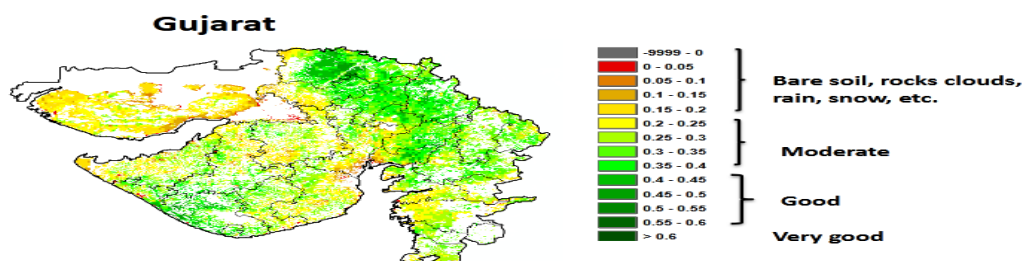 Gujarat
-9999 - 0
0 - 0.05
0.05 - 0.1
0.1 - 0.15
0.15 - 0.2
0.2 - 0.25
0.25 - 0.3
0.3 - 0.35
0.35 - 0.4
0.4 - 0.45
0.45 - 0.5
0.5 - 0.55
0.55 - 0.6
> 0.6
Bare soil, rocks clouds,
rain, snow, etc.
Moderate
Good
Very good